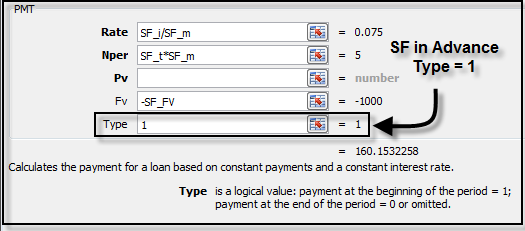 PMT
Rate SF_i/SF_m = 0.075
Nper SF_t*SF_m = 5
Pv = number
Fv -SF_FV = -1000
Type 1 = 1
SF in Advance
Type = 1
= 160.1532258
Calculates the payment for a loan based on constant payments and a constant interest rate.
Type is a logical value: payment at the beginning of the period = 1;
payment at the end of the period = 0 or omitted.